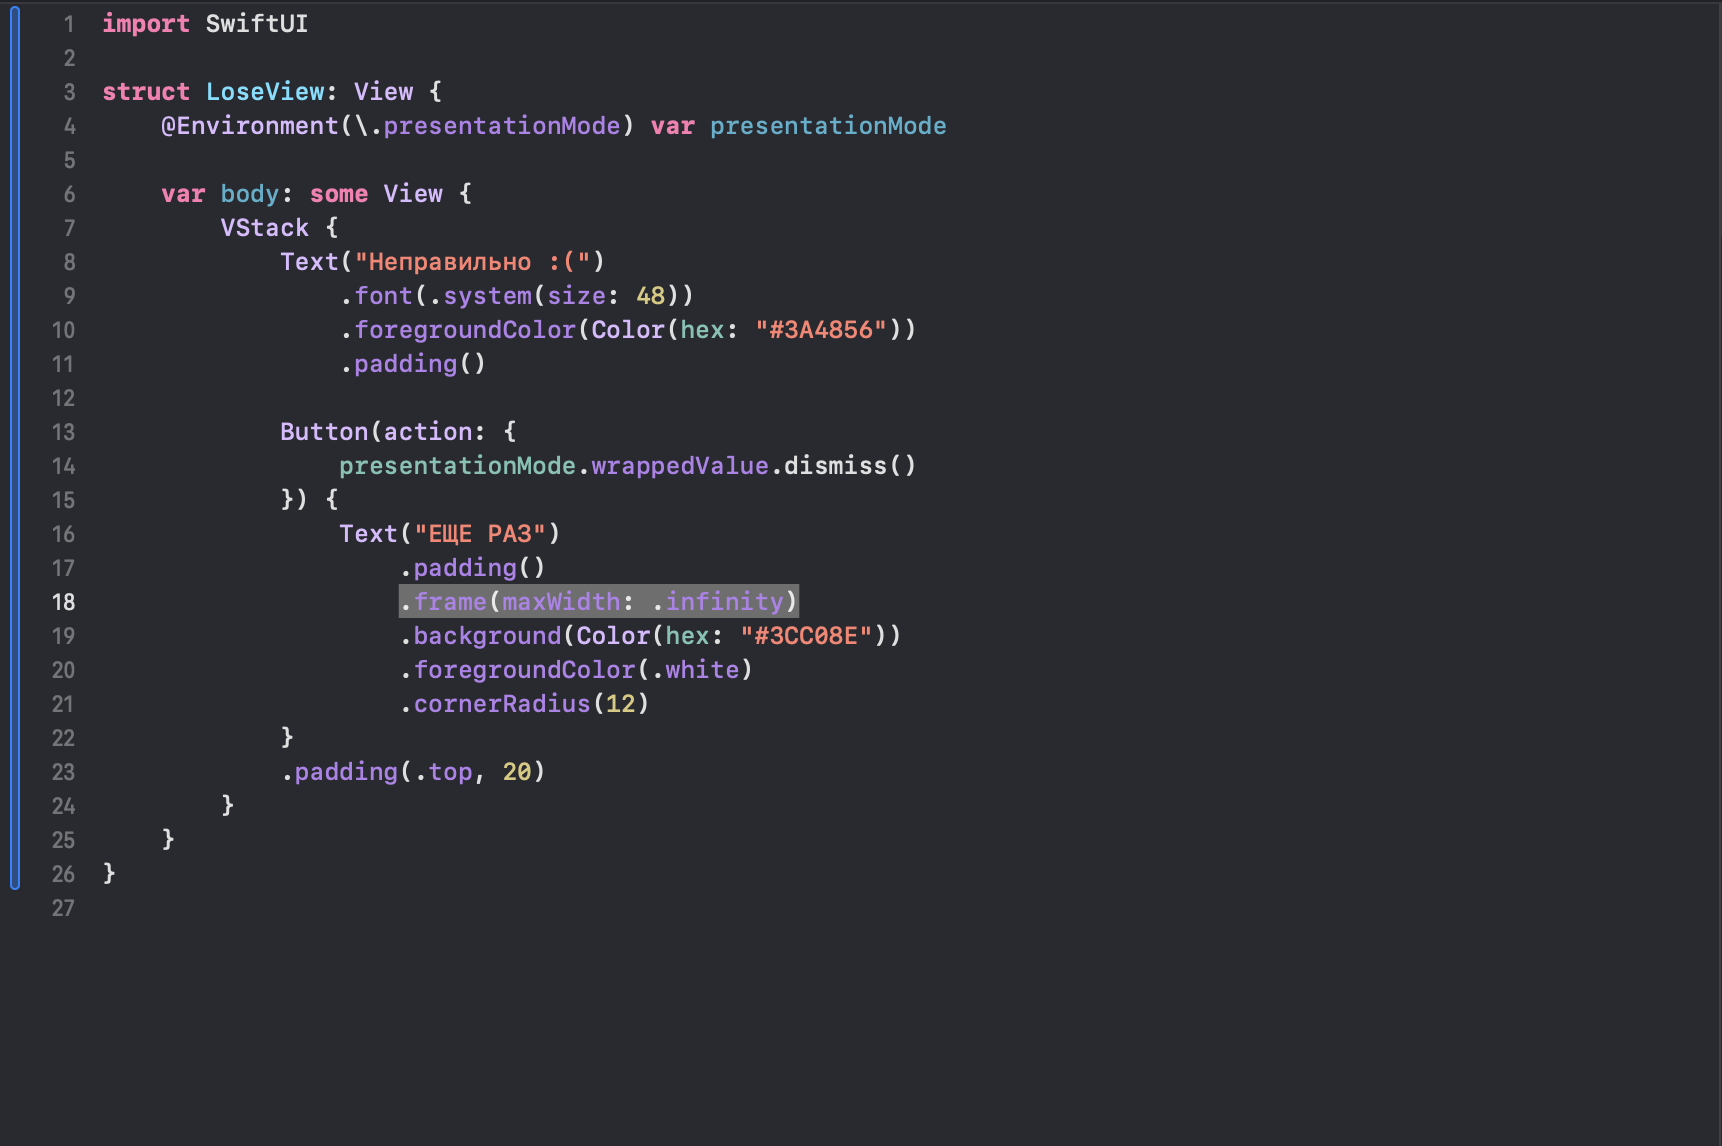 1 import SwiftUI
2
3 struct LoseView: View {
4     @Environment(\.presentationMode) var presentationMode
5
6     var body: some View {
7         VStack {
8             Text("Неправильно :(")
9                 .font(.system(size: 48))
10                 .foregroundColor(Color(hex: "#3A4856"))
11                 .padding()
12
13             Button(action: {
14                 presentationMode.wrappedValue.dismiss()
15             }) {
16                 Text("ЕЩЕ РАЗ")
17                     .padding()
18                     .frame(maxWidth: .infinity)
19                     .background(Color(hex: "#3CC08E"))
20                     .foregroundColor(.white)
21                     .cornerRadius(12)
22             }
23             .padding(.top, 20)
24         }
25     }
26 }
27